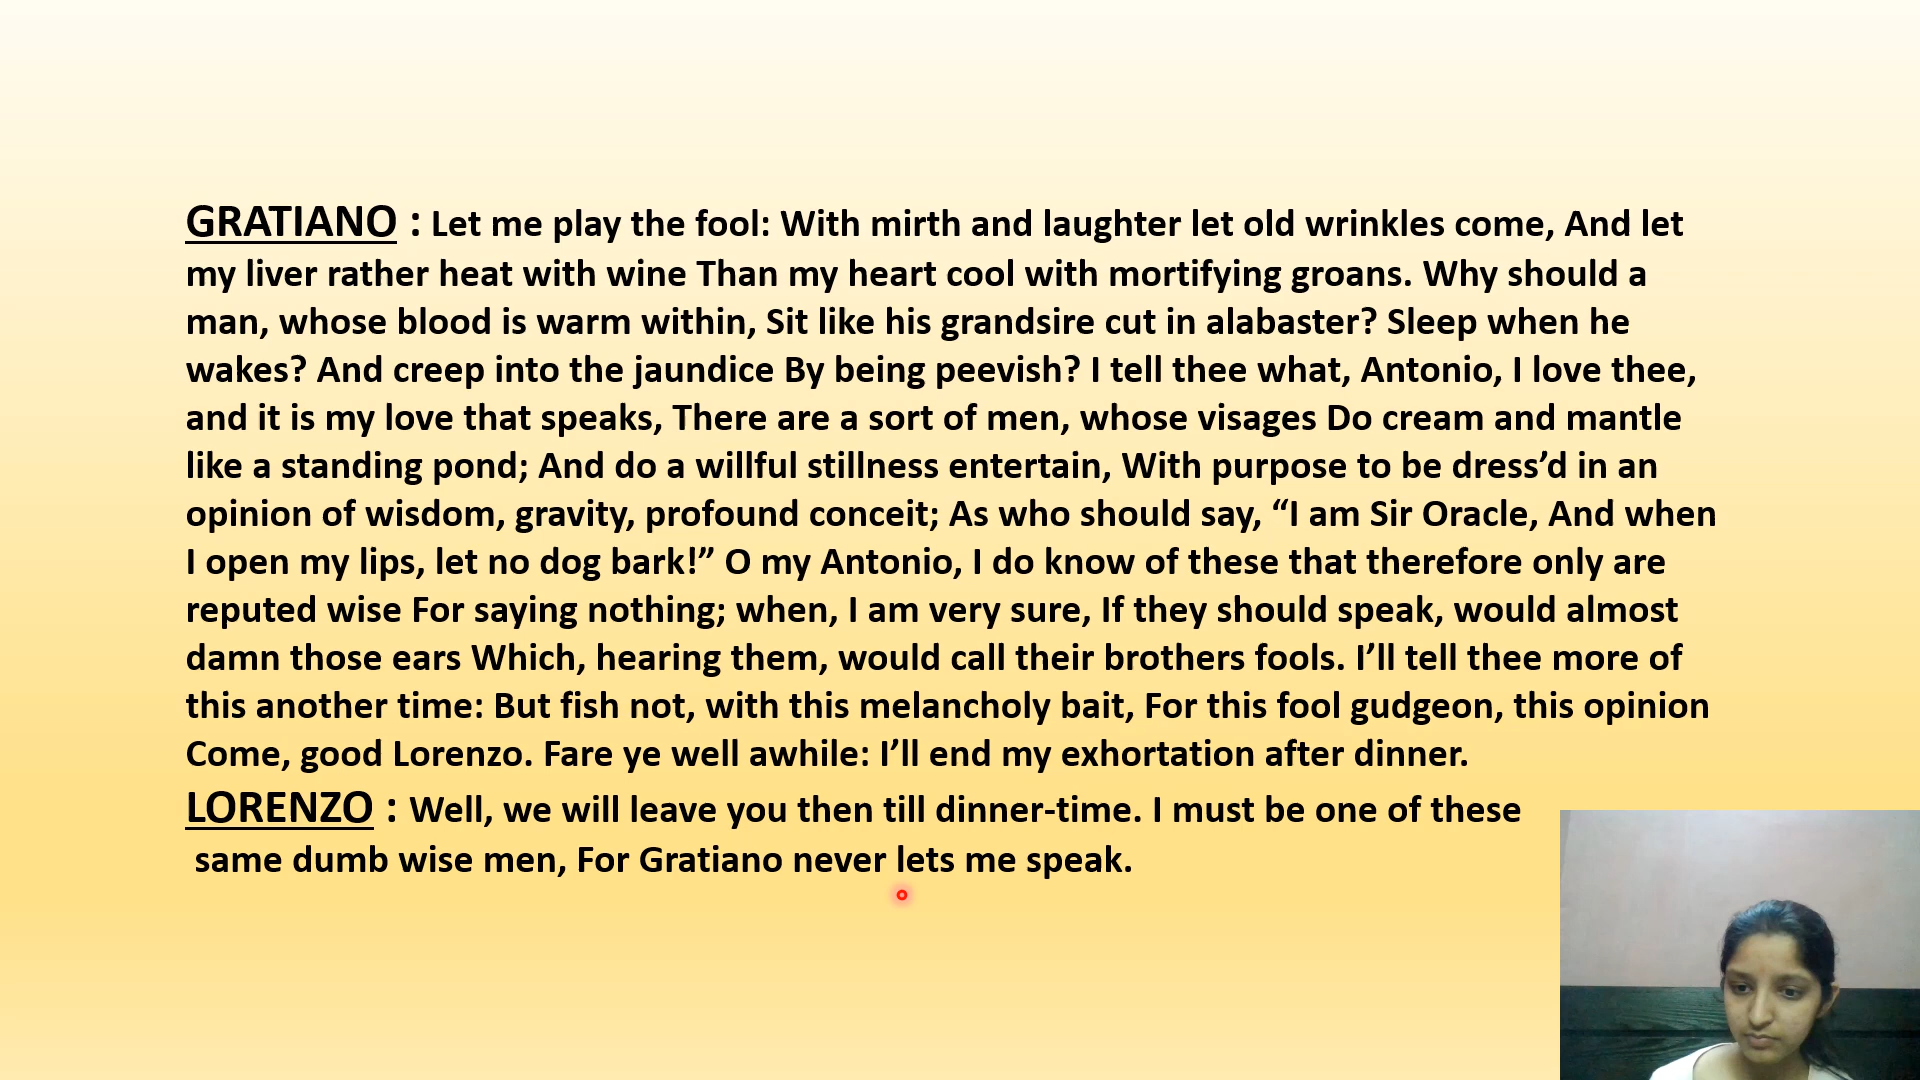 GRATIANO : Let me play the fool: With mirth and laughter let old wrinkles come, And let
my liver rather heat with wine Than my heart cool with mortifying groans. Why should a
man, whose blood is warm within, Sit like his grandsire cut in alabaster? Sleep when he
wakes? And creep into the jaundice By being peevish? I tell thee what, Antonio, I love thee,
and it is my love that speaks, There are a sort of men, whose visages Do cream and mantle
like a standing pond; And do a willful stillness entertain, With purpose to be dress’d in an
opinion of wisdom, gravity, profound conceit; As who should say, “I am Sir Oracle, And when
I open my lips, let no dog bark!” O my Antonio, I do know of these that therefore only are
reputed wise For saying nothing; when, I am very sure, If they should speak, would almost
damn those ears Which, hearing them, would call their brothers fools. I’ll tell thee more of
this another time: But fish not, with this melancholy bait, For this fool gudgeon, this opinion
Come, good Lorenzo. Fare ye well awhile: I’ll end my exhortation after dinner.
LORENZO : Well, we will leave you then till dinner-time. I must be one of these
same dumb wise men, For Gratiano never lets me speak.